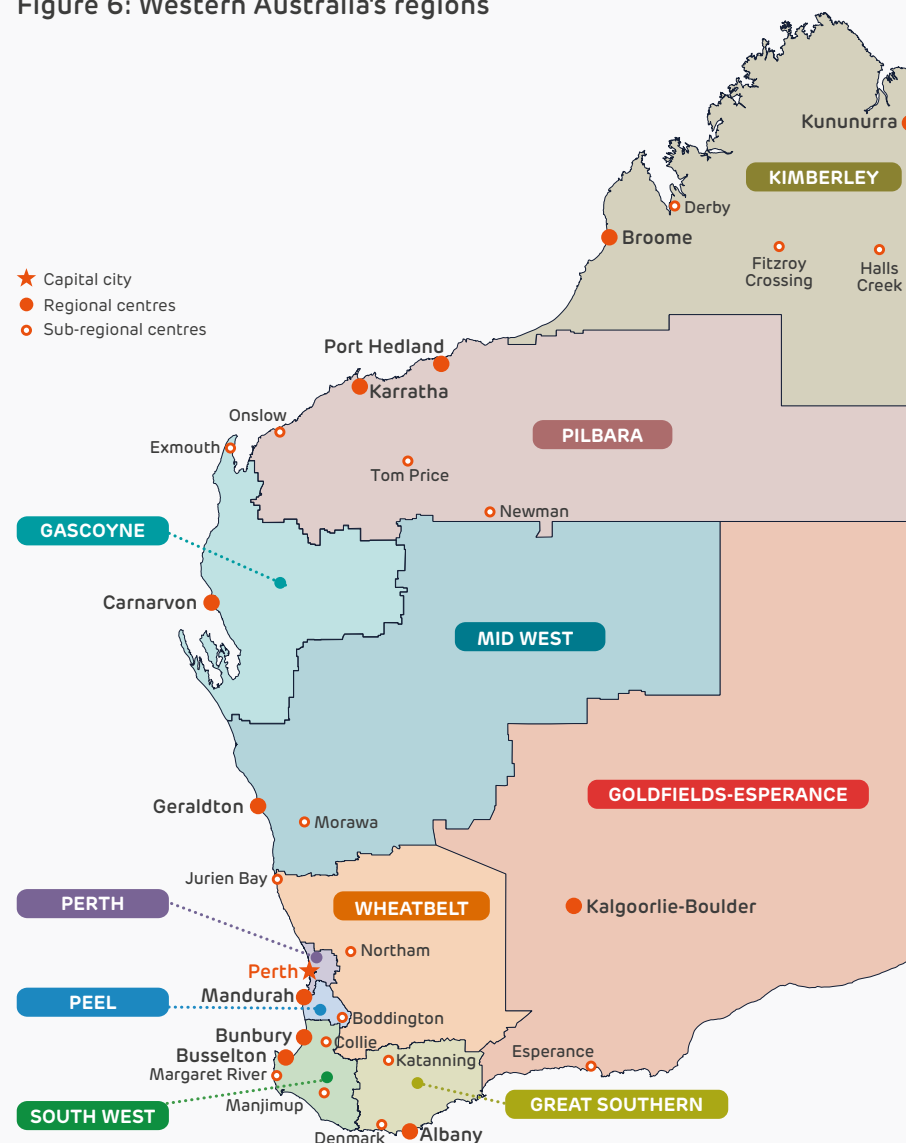 Figure 6: Western Australia's regions
Kununurra
KIMBERLEY
Derby
Broome
Fitzroy
Crossing
Halls
Creek
Capital city
Regional centres
Sub-regional centres
Port Hedland
Karratha
Onslow
Exmouth
PILBARA
Tom Price
Newman
GASCOYNE
Carnarvon
MID WEST
GOLDFIELDS-ESPERANCE
Geraldton
Morawa
Jurien Bay
PERTH
WHEATBELT
Kalgoorlie-Boulder
Northam
Perth
Mandurah
PEEL
Boddington
Bunbury
Collie
Busselton
Katanning
Esperance
Margaret River
Manjimup
SOUTH WEST
GREAT SOUTHERN
Denmark
Albany